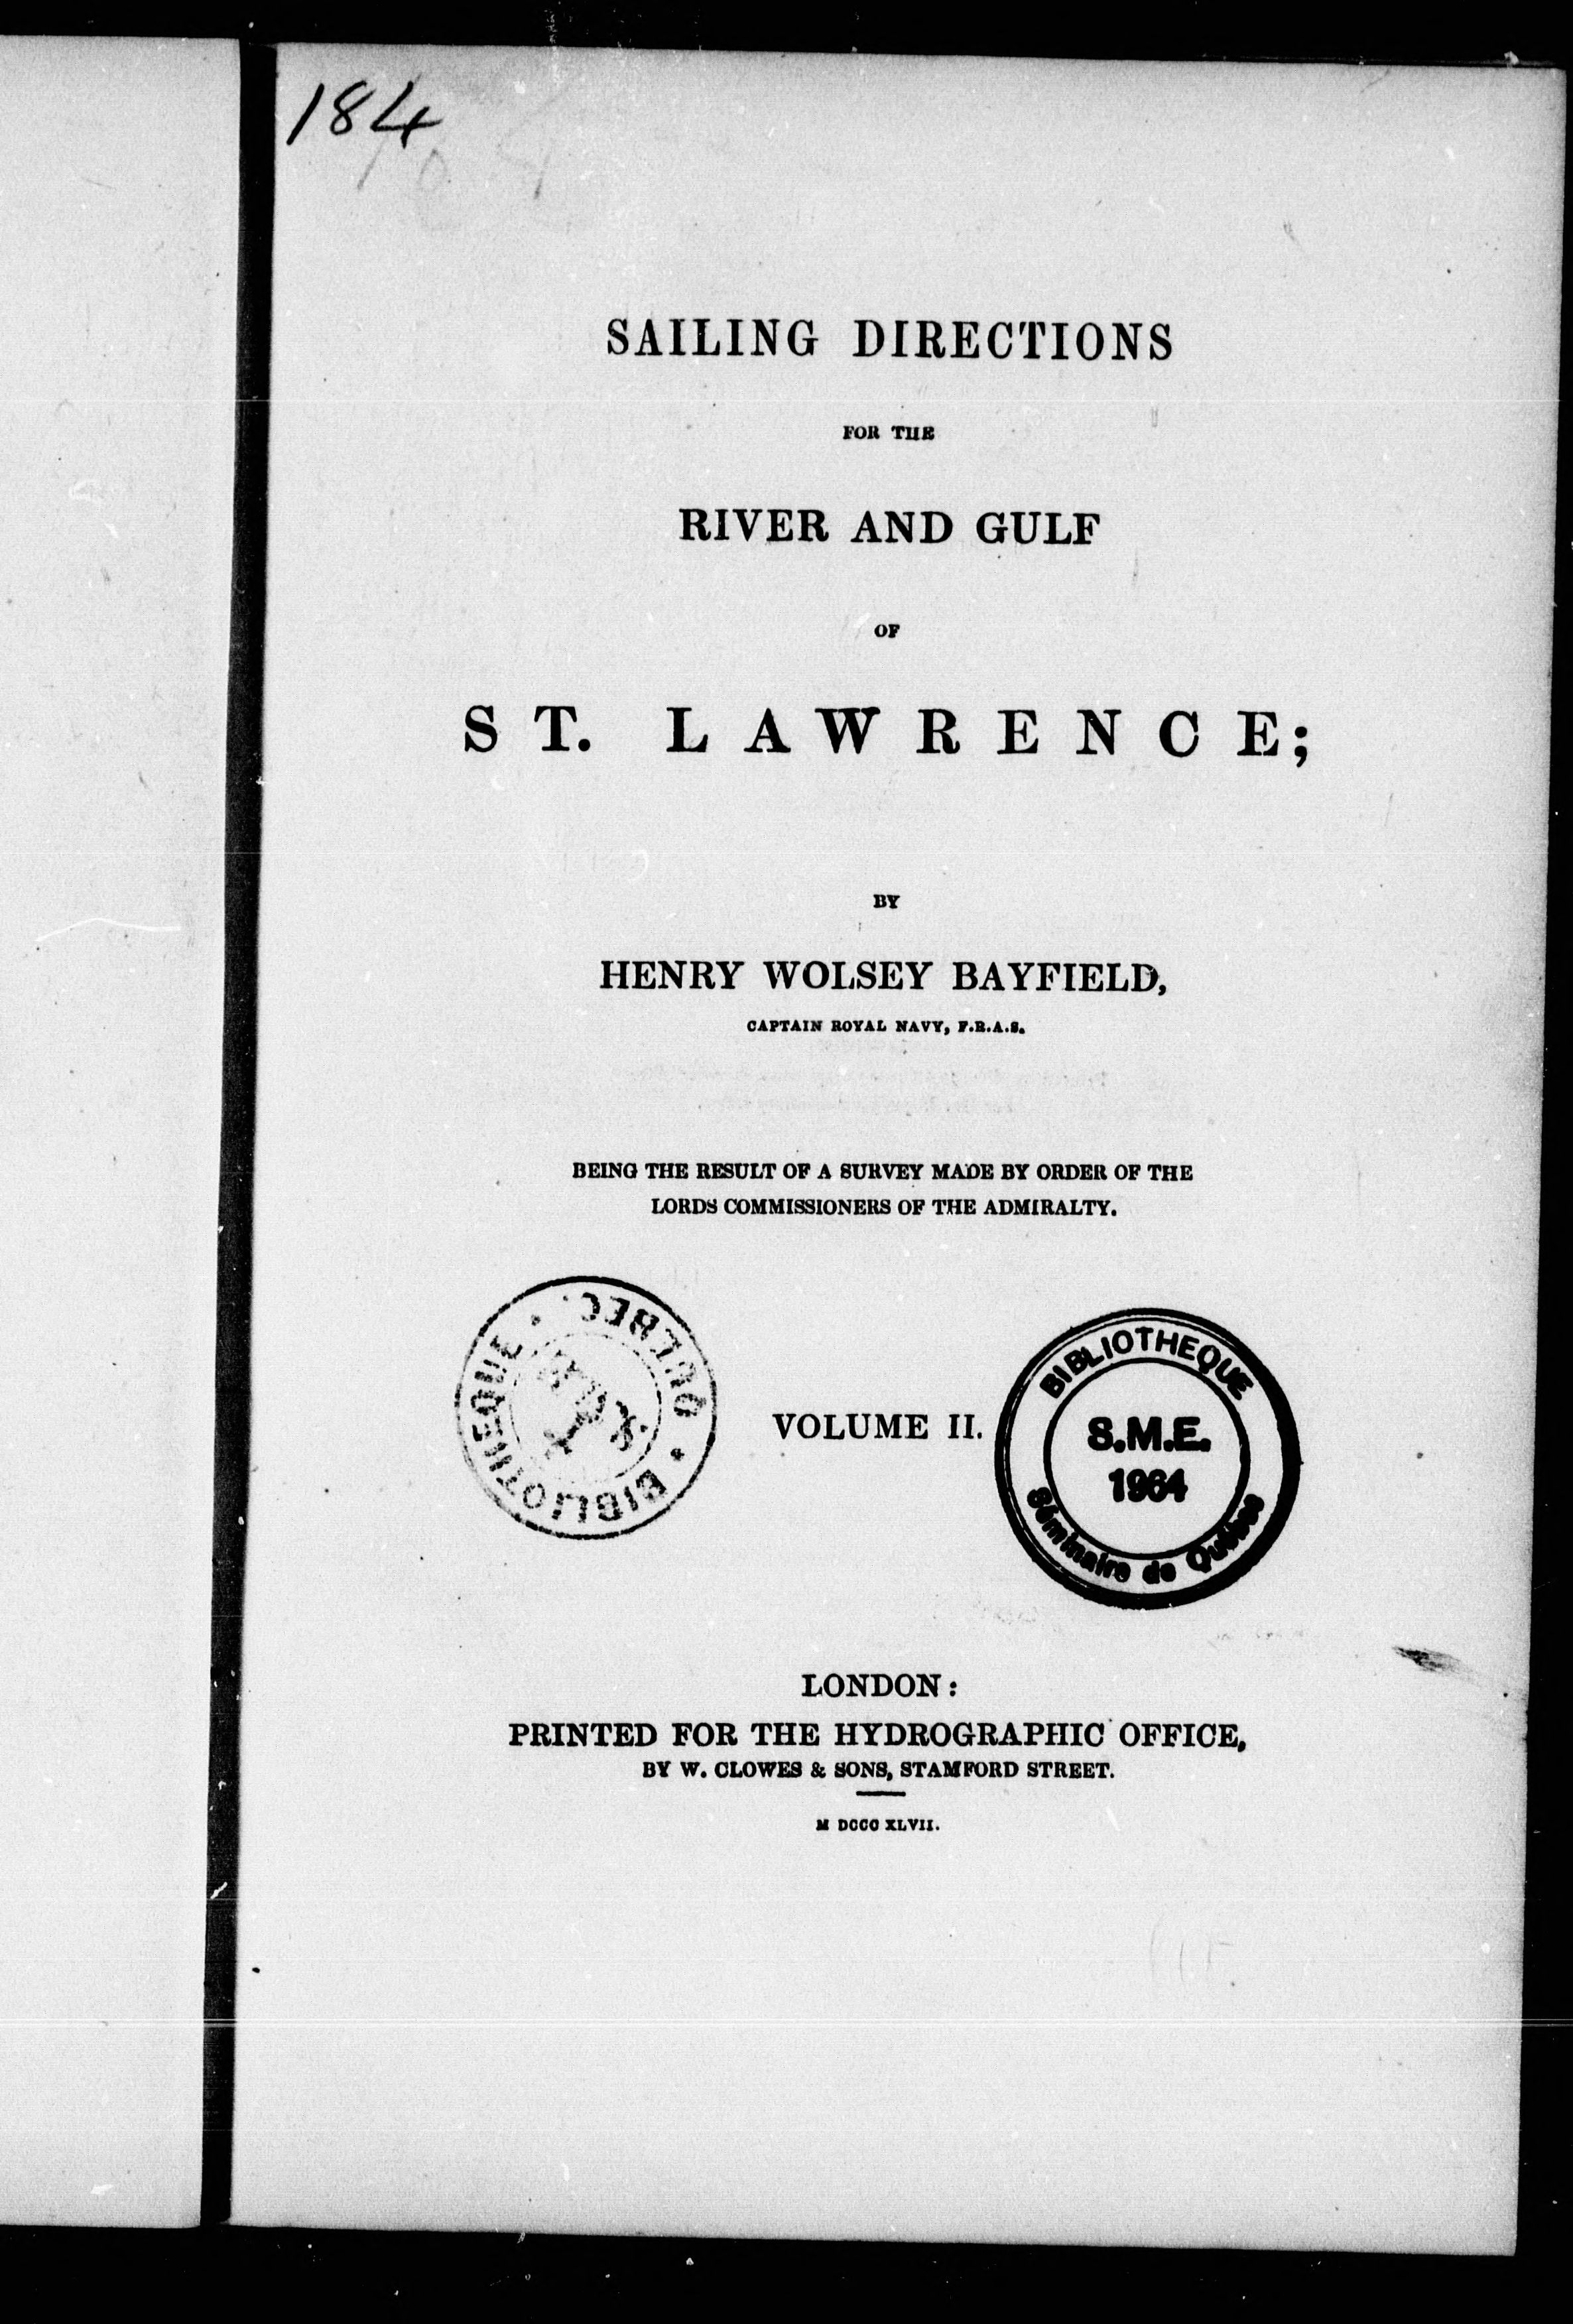 184
SAILING DIRECTIONS
FOR THE
RIVER AND GULF
OF
ST. LAWRENCE;
BY
HENRY WOLSEY BAYFIELD,
CAPTAIN ROYAL NAVY, F.R.A.S.
BEING THE RESULT OF A SURVEY MADE BY ORDER OF THE
LORDS COMMISSIONERS OF THE ADMIRALTY.
BIBLIOTHEQUE
QUEBEC
VOLUME II.
BIBLIOTHEQUE
S.M.E.
1964
Séminaire de Québec
LONDON:
PRINTED FOR THE HYDROGRAPHIC OFFICE,
BY W. CLOWES & SONS, STAMFORD STREET.
M DCCC XLVII.